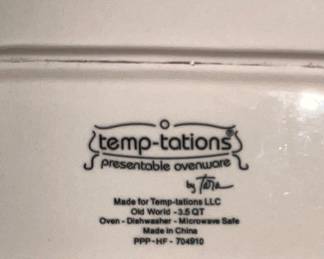 temp-tations®
presentable ovenware
by Tara
Made for Temp-tations LLC
Old World - 3.5 QT
Oven - Dishwasher - Microwave Safe
Made in China
PPP-HF - 704910